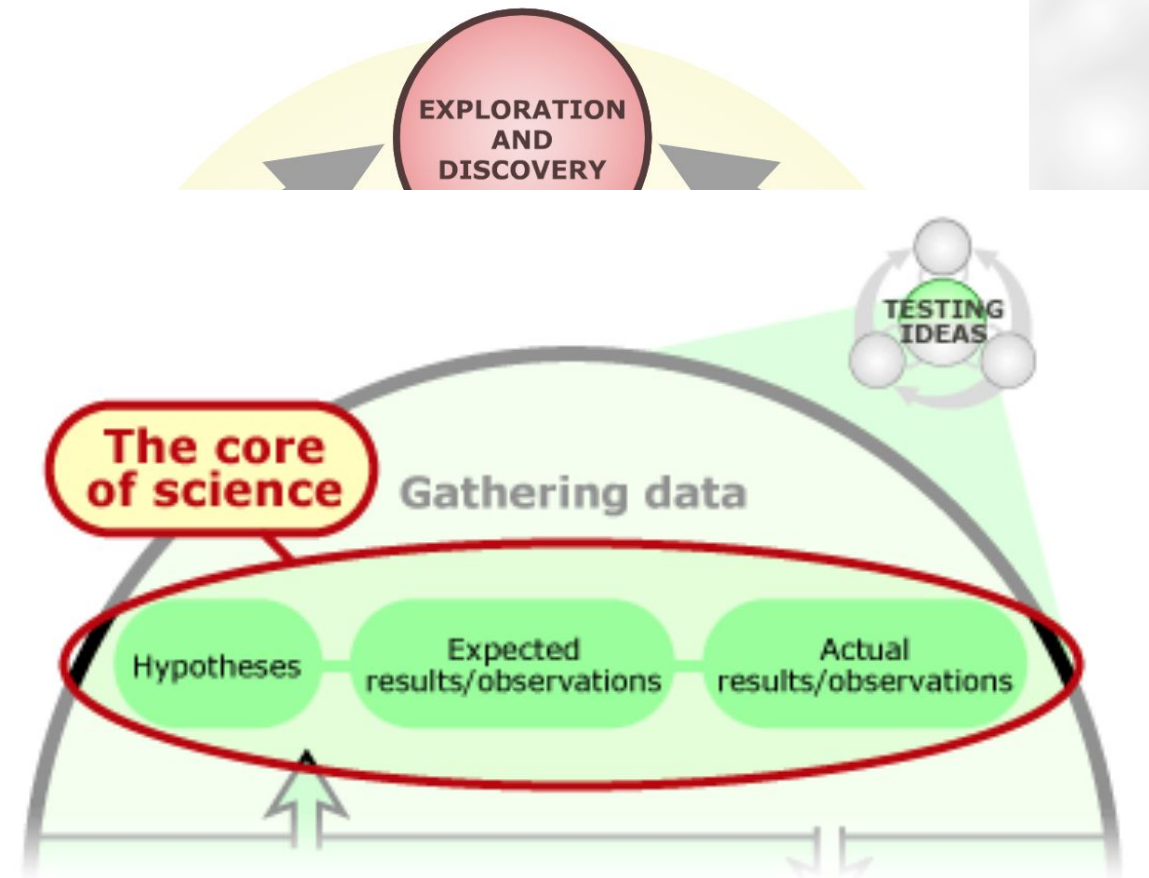 EXPLORATION
AND
DISCOVERY
TESTING
IDEAS
The core
of science
Gathering data
Hypotheses
Expected
results/observations
Actual
results/observations